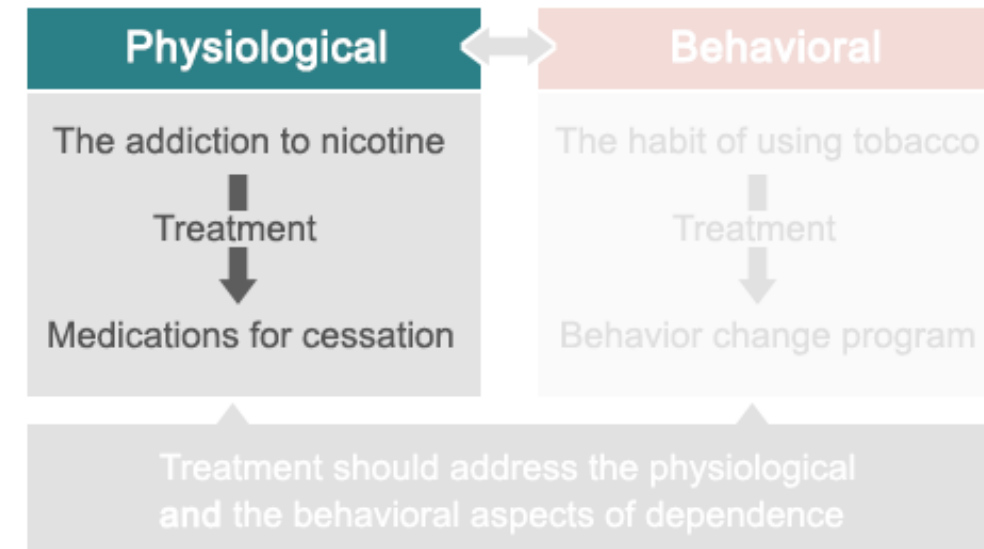 Physiological
The addiction to nicotine
Treatment
Medications for cessation
Behavioral
The habit of using tobacco
Treatment
Behavior change program
Treatment should address the physiological
and the behavioral aspects of dependence